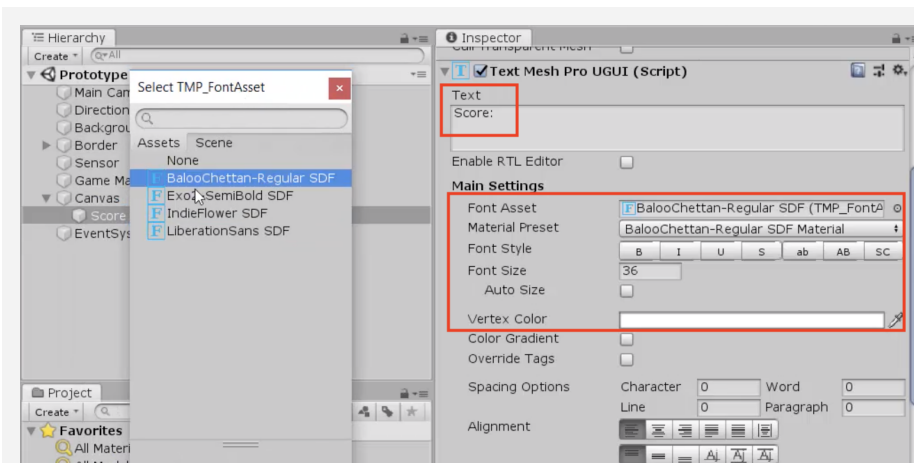 Hierarchy
Create
All
Prototype
Main Can
Direction
Backgrou
Border
Sensor
Game Ma
Canvas
Score
EventSys
Select TMP_FontAsset
Assets Scene
None
BalooChettan-Regular SDF
Exo2-SemiBold SDF
IndieFlower SDF
LiberationSans SDF
Project
Create
Favorites
All Materi
Inspector
Text Mesh Pro UGUI (Script)
Text
Score:
Enable RTL Editor
Main Settings
Font Asset BalooChettan-Regular SDF (TMP_FontA
Material Preset BalooChettan-Regular SDF Material
Font Style B I U S ab AB SC
Font Size 36
Auto Size
Vertex Color
Color Gradient
Override Tags
Spacing Options Character 0 Word 0
Line 0 Paragraph 0
Alignment